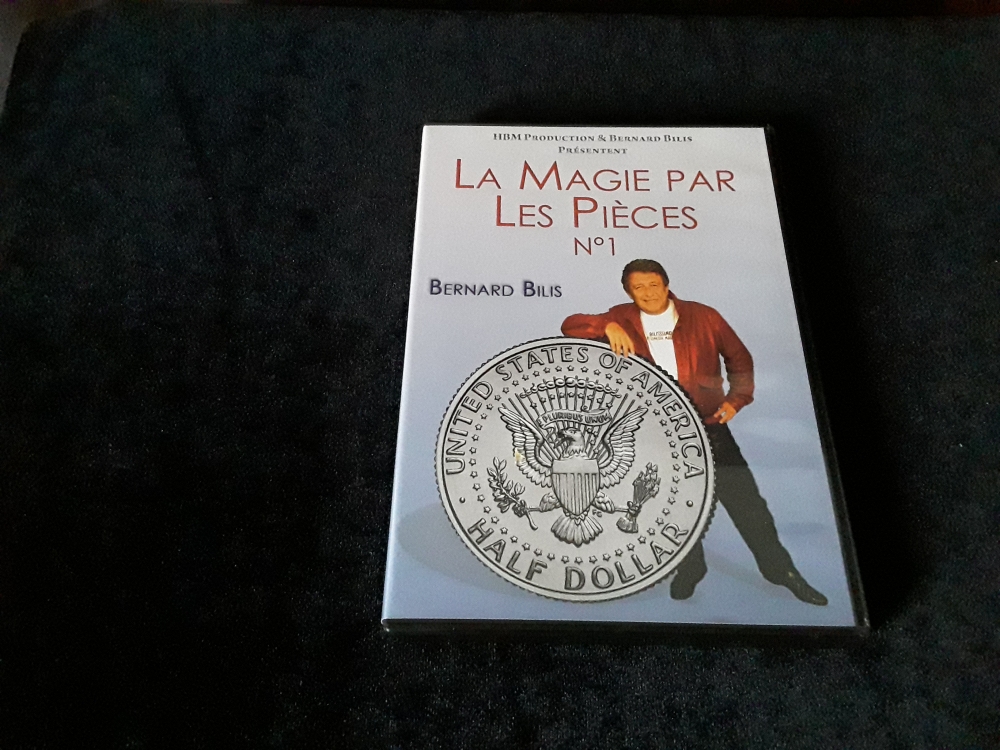 HBM PRODUCTION & BERNARD BILIS
PRÉSENTENT
LA MAGIE PAR
LES PIÈCES
N°1
BERNARD BILIS
UNITED STATES OF AMERICA
E PLURIBUS UNUM
HALF DOLLAR